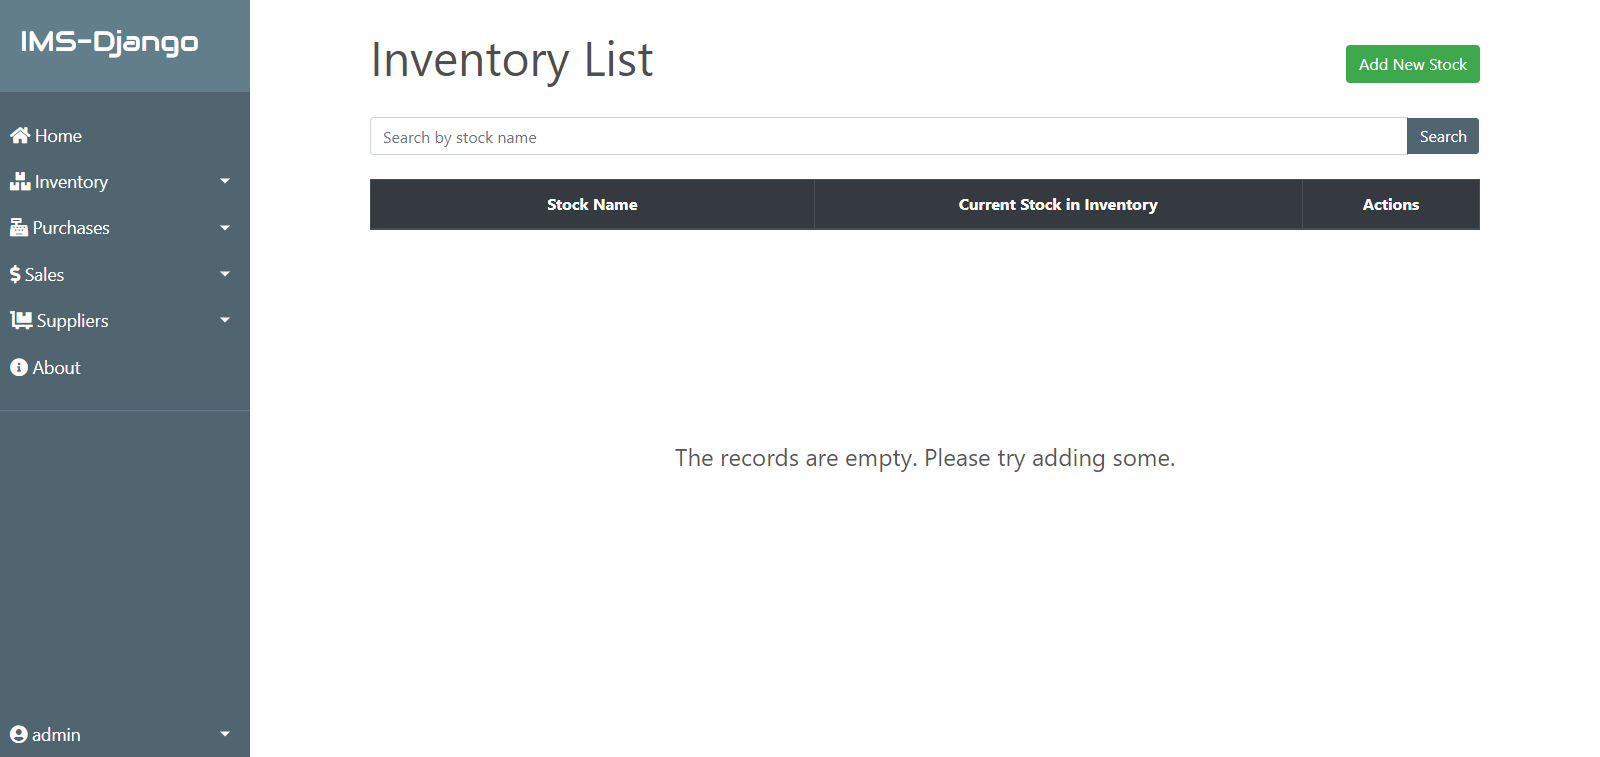 IMS-Django
Home
Inventory
Purchases
Sales
Suppliers
About
admin
Inventory List
Add New Stock
Search by stock name
Search
Stock Name Current Stock in Inventory Actions
The records are empty. Please try adding some.